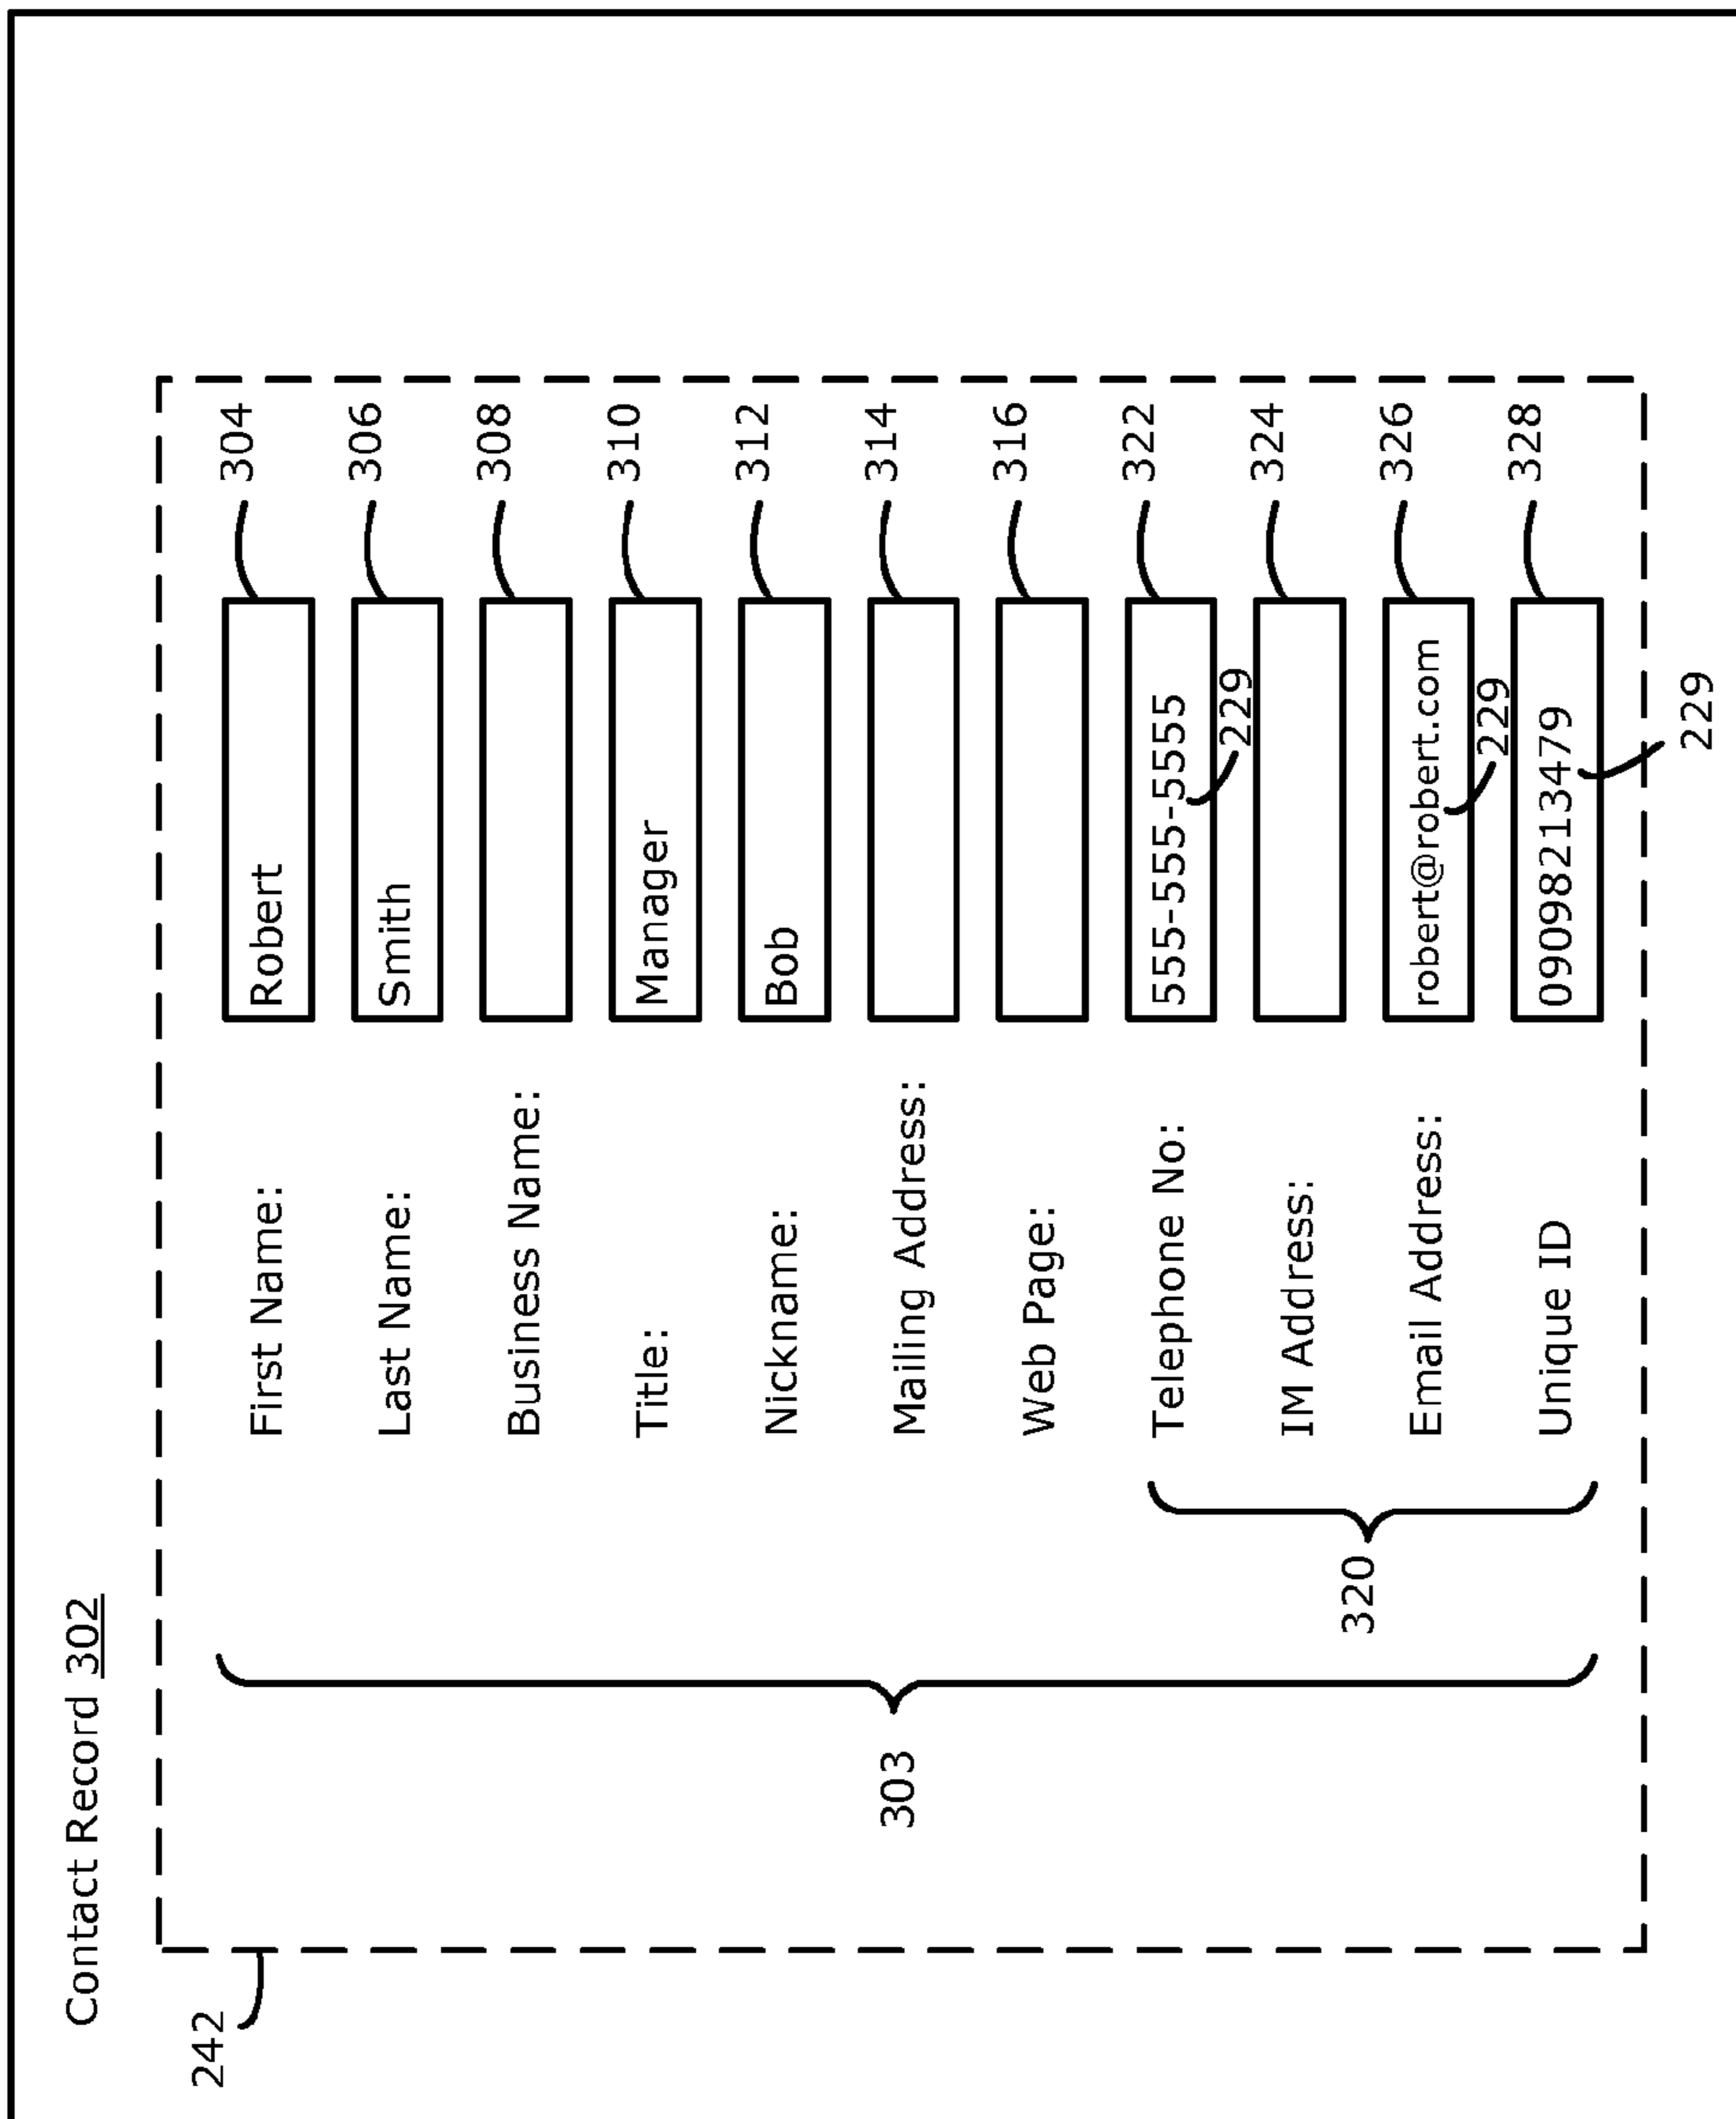 Contact Record 302
242
303
320
First Name: Robert 304
Last Name: Smith 306
Business Name: 308
Title: Manager 310
Nickname: Bob 312
Mailing Address: 314
Web Page: 316
Telephone No: 555-555-5555 322
229
IM Address: 324
Email Address: robert@robert.com 326
229
Unique ID 09098213479 328
229